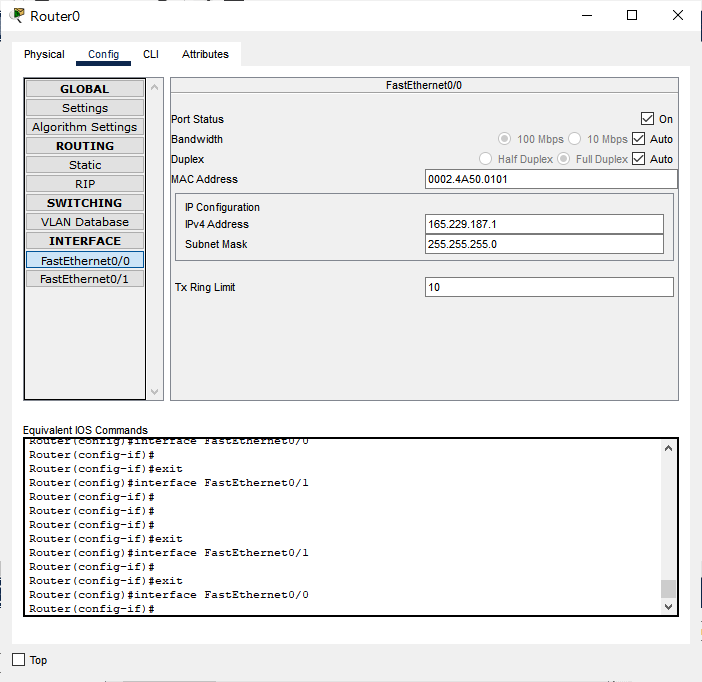 Router0
Physical Config CLI Attributes
GLOBAL
Settings
Algorithm Settings
ROUTING
Static
RIP
SWITCHING
VLAN Database
INTERFACE
FastEthernet0/0
FastEthernet0/1
FastEthernet0/0
Port Status On
Bandwidth 100 Mbps 10 Mbps Auto
Duplex Half Duplex Full Duplex Auto
MAC Address 0002.4A50.0101
IP Configuration
IPv4 Address 165.229.187.1
Subnet Mask 255.255.255.0
Tx Ring Limit 10
Equivalent IOS Commands
Router(config)#interface FastEthernet0/0
Router(config-if)#
Router(config-if)#exit
Router(config)#interface FastEthernet0/1
Router(config-if)#
Router(config-if)#
Router(config-if)#
Router(config-if)#exit
Router(config)#interface FastEthernet0/1
Router(config-if)#
Router(config-if)#exit
Router(config)#interface FastEthernet0/0
Router(config-if)#
Top